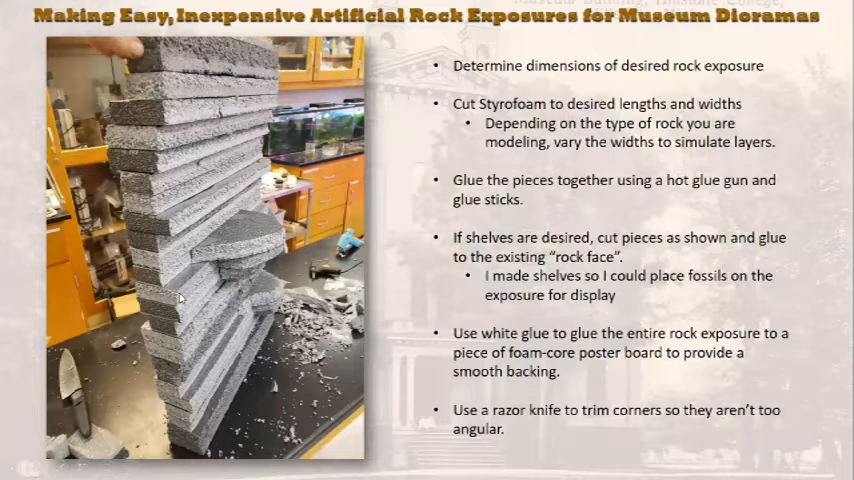 Making Easy, Inexpensive Artificial Rock Exposures for Museum Dioramas
• Determine dimensions of desired rock exposure
• Cut Styrofoam to desired lengths and widths
• Depending on the type of rock you are
modeling, vary the widths to simulate layers.
• Glue the pieces together using a hot glue gun and
glue sticks.
• If shelves are desired, cut pieces as shown and glue
to the existing “rock face”.
• I made shelves so I could place fossils on the
exposure for display
• Use white glue to glue the entire rock exposure to a
piece of foam-core poster board to provide a
smooth backing.
• Use a razor knife to trim corners so they aren’t too
angular.